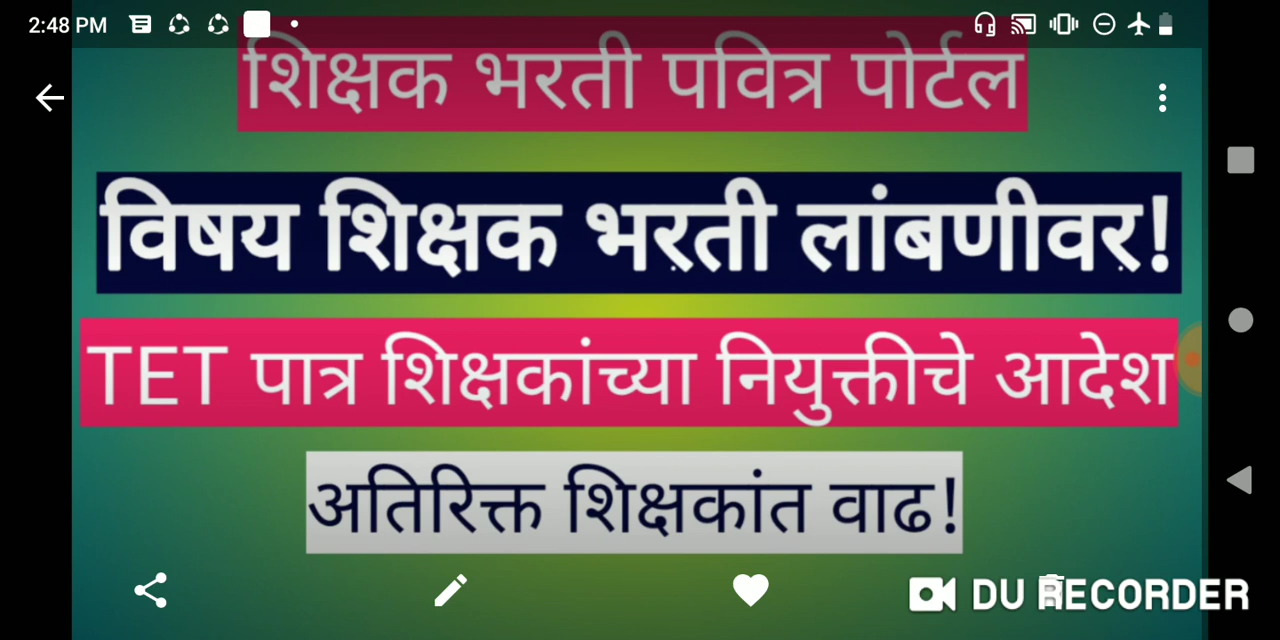 2:48 PM
शिक्षक भरती पवित्र पोर्टल
विषय शिक्षक भरती लांबणीवर!
TET पात्र शिक्षकांच्या नियुक्तीचे आदेश
अतिरिक्त शिक्षकांत वाढ!
DU RECORDER